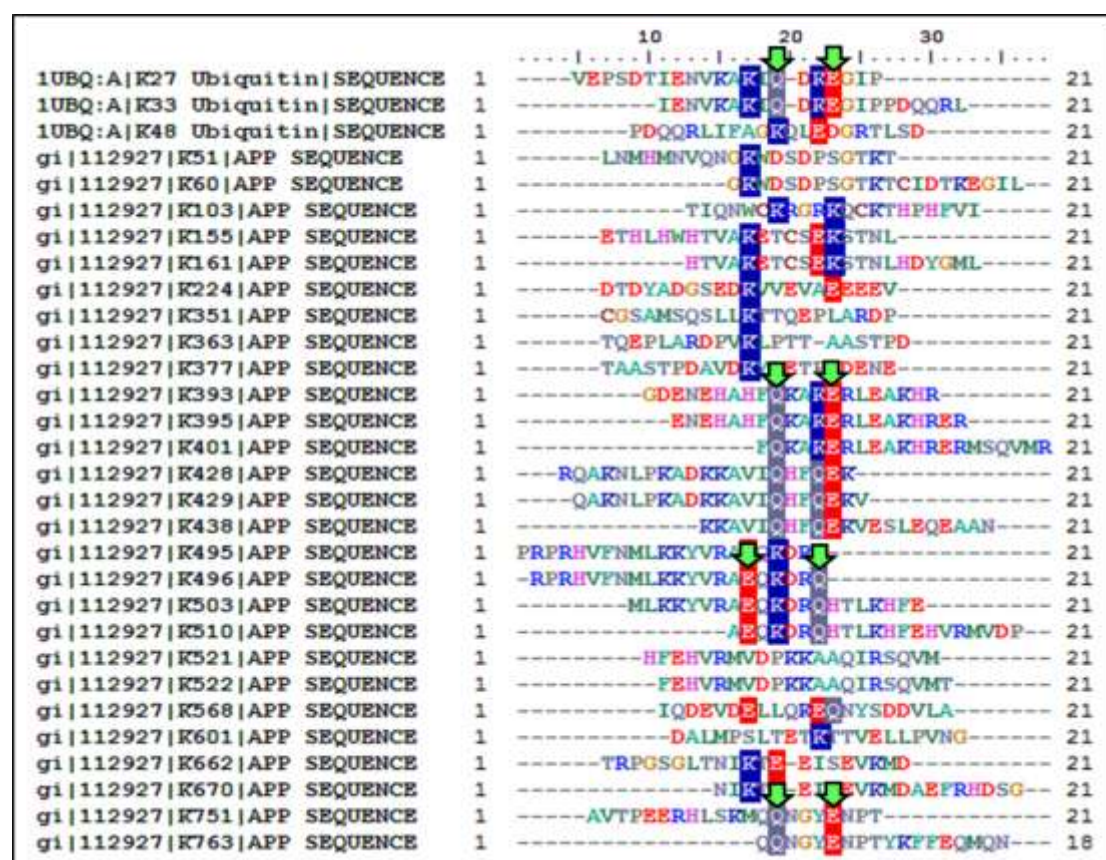 10 20 30
1UBQ:A|K27 Ubiquitin|SEQUENCE 1 ----VEPSDTIENVKAKIQ-DKEGIP------------ 21
1UBQ:A|K33 Ubiquitin|SEQUENCE 1 ----------IENVKAKIQ-DKEGIPPDQQRL------ 21
1UBQ:A|K48 Ubiquitin|SEQUENCE 1 --------PDQQRLIFAGKQLEDGRTLSD--------- 21
gi|112927|K51|APP SEQUENCE 1 ------LNMHMNVQNGKWDSDPSGTKT----------- 21
gi|112927|K60|APP SEQUENCE 1 ---------------GKWDSDPSGTKTCIDTKEGIL-- 21
gi|112927|K103|APP SEQUENCE 1 ------------TIQNWCKRGRKQCKTHPHFVI----- 21
gi|112927|K155|APP SEQUENCE 1 ------ETHLHWHTVAKETCSEKSTNL----------- 21
gi|112927|K161|APP SEQUENCE 1 ------------HTVAKETCSEKSTNLHDYGML----- 21
gi|112927|K224|APP SEQUENCE 1 ------DTDYADGSEDKVVEVAEEEEV----------- 21
gi|112927|K351|APP SEQUENCE 1 ------CGSAMSQSLLKTTQEPLARDP----------- 21
gi|112927|K363|APP SEQUENCE 1 ------TQEPLARDPVKLPTT-AASTPD---------- 21
gi|112927|K377|APP SEQUENCE 1 ------TAASTPDAVDK ET DENE----------- 21
gi|112927|K393|APP SEQUENCE 1 ---------GDENEHAHFQKAKERLEAKHR-------- 21
gi|112927|K395|APP SEQUENCE 1 -----------ENEHAHFQKAKERLEAKHRER------ 21
gi|112927|K401|APP SEQUENCE 1 -----------------FQKAKERLEAKHRERMSQVMR 21
gi|112927|K428|APP SEQUENCE 1 ---RQAKNLPKADKKAVIQHFQEK-------------- 21
gi|112927|K429|APP SEQUENCE 1 ----QAKNLPKADKKAVIQHFQEKV------------- 21
gi|112927|K438|APP SEQUENCE 1 -------------KKAVIQHFQEKVESLEQEAAN---- 21
gi|112927|K495|APP SEQUENCE 1 PRPRHVFNMLKKYVRAEQKDR----------------- 21
gi|112927|K496|APP SEQUENCE 1 -RPRHVFNMLKKYVRAEQKDRQ---------------- 21
gi|112927|K503|APP SEQUENCE 1 --------MLKKYVRAEQKDRQHTLKHFE--------- 21
gi|112927|K510|APP SEQUENCE 1 ---------------AEQKDRQHTLKHFEHVRMVDP-- 21
gi|112927|K521|APP SEQUENCE 1 ---------HFEHVRMVDPKKAAQIRSQVM-------- 21
gi|112927|K522|APP SEQUENCE 1 ----------FEHVRMVDPKKAAQIRSQVMT------- 21
gi|112927|K568|APP SEQUENCE 1 ----------IQDEVDELLQREQNYSDDVLA------- 21
gi|112927|K601|APP SEQUENCE 1 -----------DALMPSLTETKTTVELLPVNG------ 21
gi|112927|K662|APP SEQUENCE 1 ------TRPGSGLTNIKTE-EISEVKMD---------- 21
gi|112927|K670|APP SEQUENCE 1 --------------NIK EI EVKMDAEFRHDSG-- 21
gi|112927|K751|APP SEQUENCE 1 -----AVTPEERHLSKMQQNGYENPT------------ 21
gi|112927|K763|APP SEQUENCE 1 -----------------QQNGYENPTYKFFEQMQN--- 18